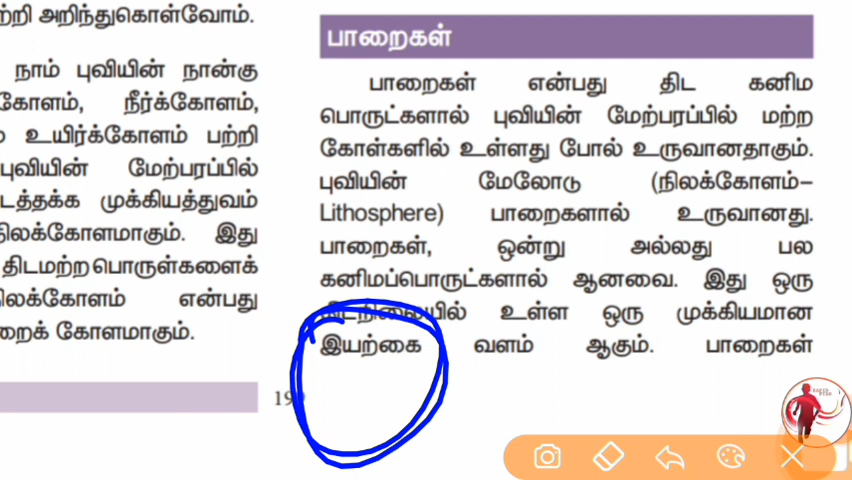 ற்றி அறிந்துகொள்வோம்.
நாம் புவியின் நான்கு
கோளம், நீர்க்கோளம்,
உயிர்க்கோளம் பற்றி
புவியின் மேற்பரப்பில்
டத்தக்க முக்கியத்துவம்
நிலக்கோளமாகும். இது
திடமற்ற பொருள்களைக்
நிலக்கோளம் என்பது
றைக் கோளமாகும்.
பாறைகள்
பாறைகள் என்பது திட கனிம
பொருட்களால் புவியின் மேற்பரப்பில் மற்ற
கோள்களில் உள்ளது போல் உருவானதாகும்.
புவியின் மேலோடு (நிலக்கோளம்–
Lithosphere) பாறைகளால் உருவானது.
பாறைகள், ஒன்று அல்லது பல
கனிமப்பொருட்களால் ஆனவை. இது ஒரு
திடநிலையில் உள்ள ஒரு முக்கியமான
இயற்கை வளம் ஆகும். பாறைகள்